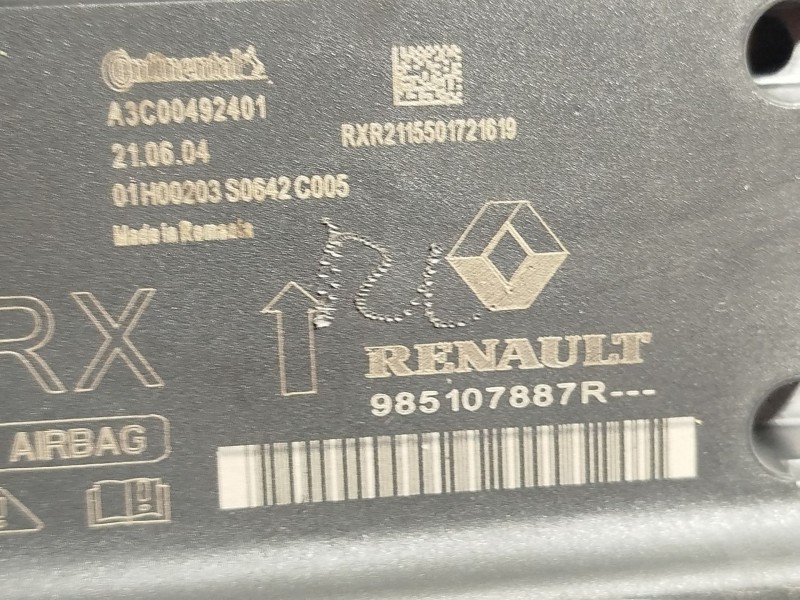 Continental
A3C00492401
RXR2115501721619
21.06.04
01H00203 S0642 C005
Made in Romania
RX
RENAULT
985107887R---
AIRBAG